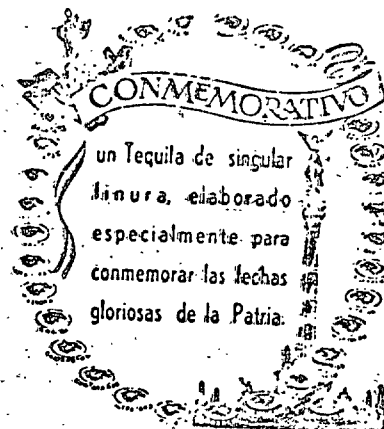 CONMEMORATIVO
un Tequila de singular
finura, elaborado
especialmente para
conmemorar las fechas
gloriosas de la Patria.